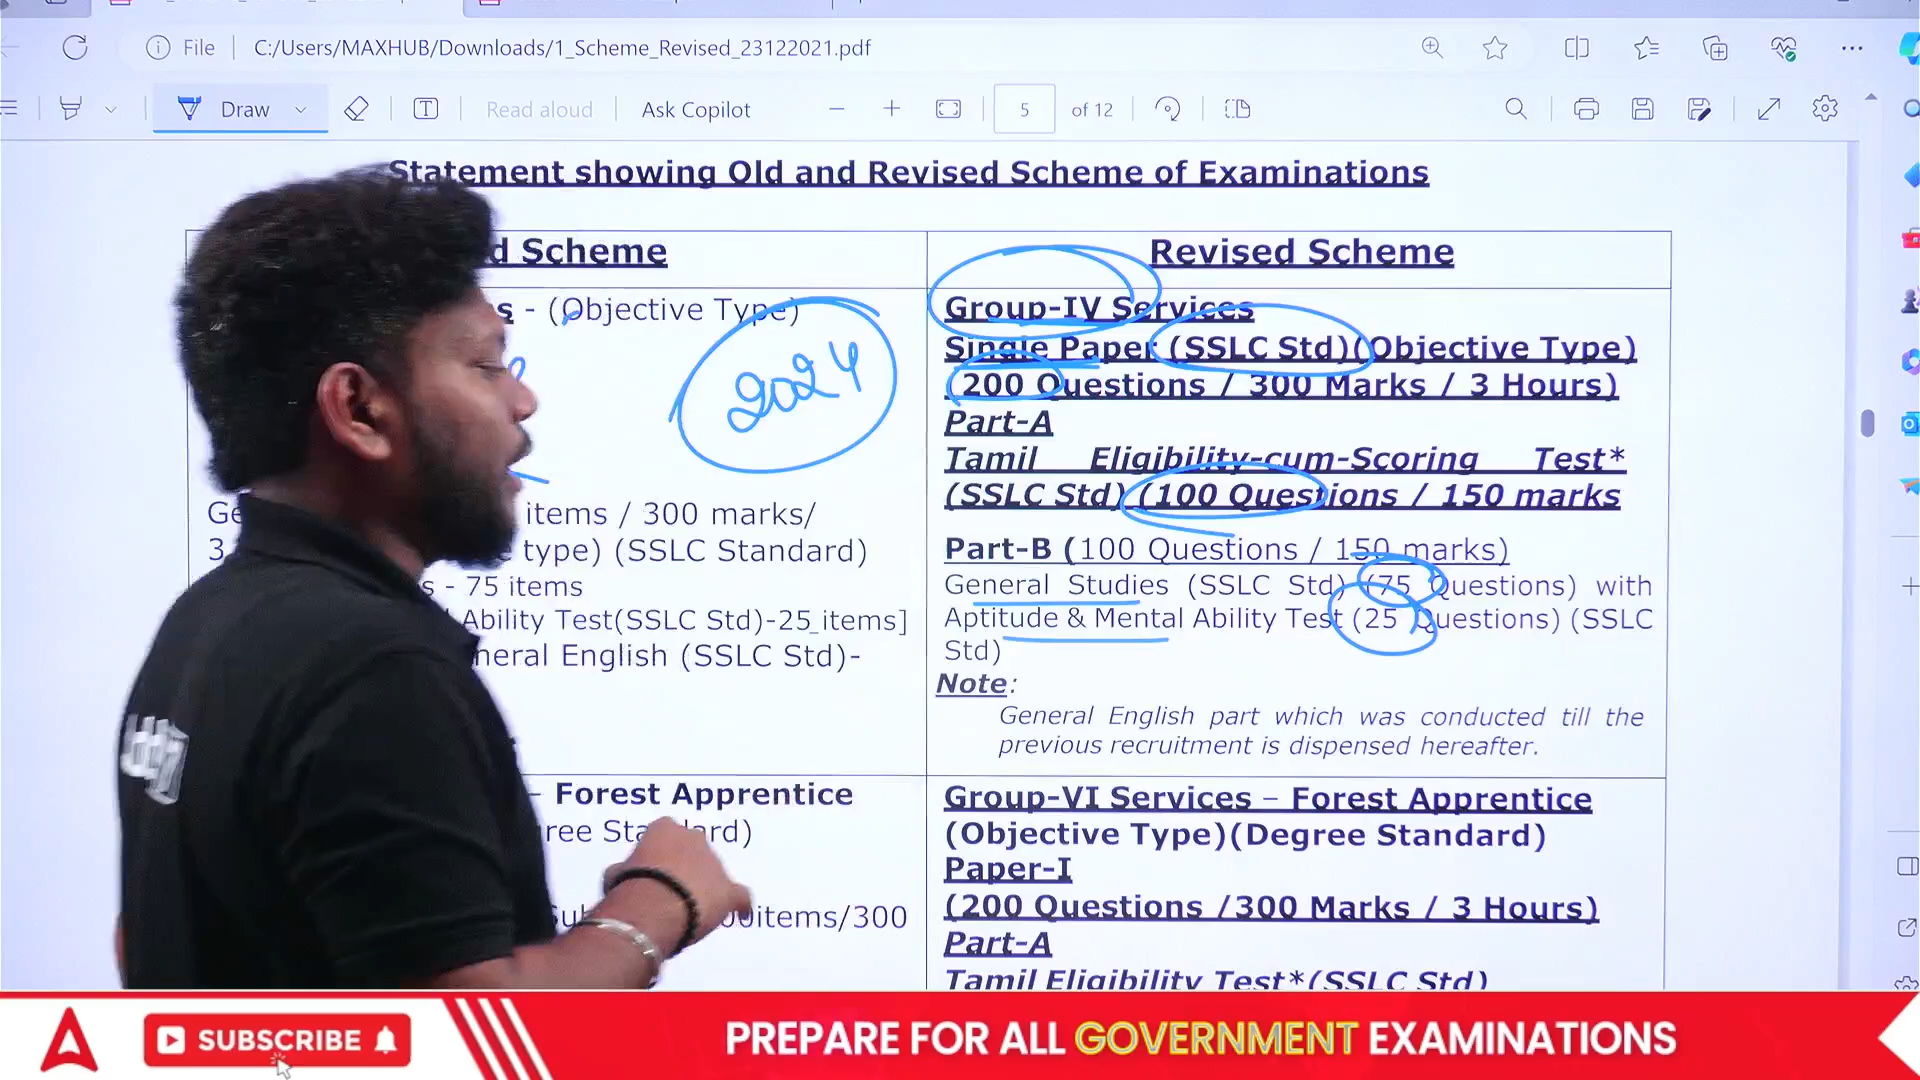 File
C:/Users/MAXHUB/Downloads/1_Scheme_Revised_23122021.pdf
Draw
Read aloud
Ask Copilot
5
of 12
Statement showing Old and Revised Scheme of Examinations
d Scheme
Revised Scheme
s - (Objective Type)
2024
items / 300 marks/
3
type) (SSLC Standard)
s - 75 items
Ability Test(SSLC Std)-25 items]
neral English (SSLC Std)-
Group-IV Services
Single Paper (SSLC Std)(Objective Type)
(200 Questions / 300 Marks / 3 Hours)
Part-A
Tamil Eligibility-cum-Scoring Test*
(SSLC Std) (100 Questions / 150 marks
Part-B (100 Questions / 150 marks)
General Studies (SSLC Std) (75 Questions) with
Aptitude & Mental Ability Test (25 Questions) (SSLC
Std)
Note:
General English part which was conducted till the
previous recruitment is dispensed hereafter.
– Forest Apprentice
ree Standard)
items/300
Group-VI Services – Forest Apprentice
(Objective Type)(Degree Standard)
Paper-I
(200 Questions /300 Marks / 3 Hours)
Part-A
Tamil Eligibility Test*(SSLC Std)
SUBSCRIBE
PREPARE FOR ALL GOVERNMENT EXAMINATIONS